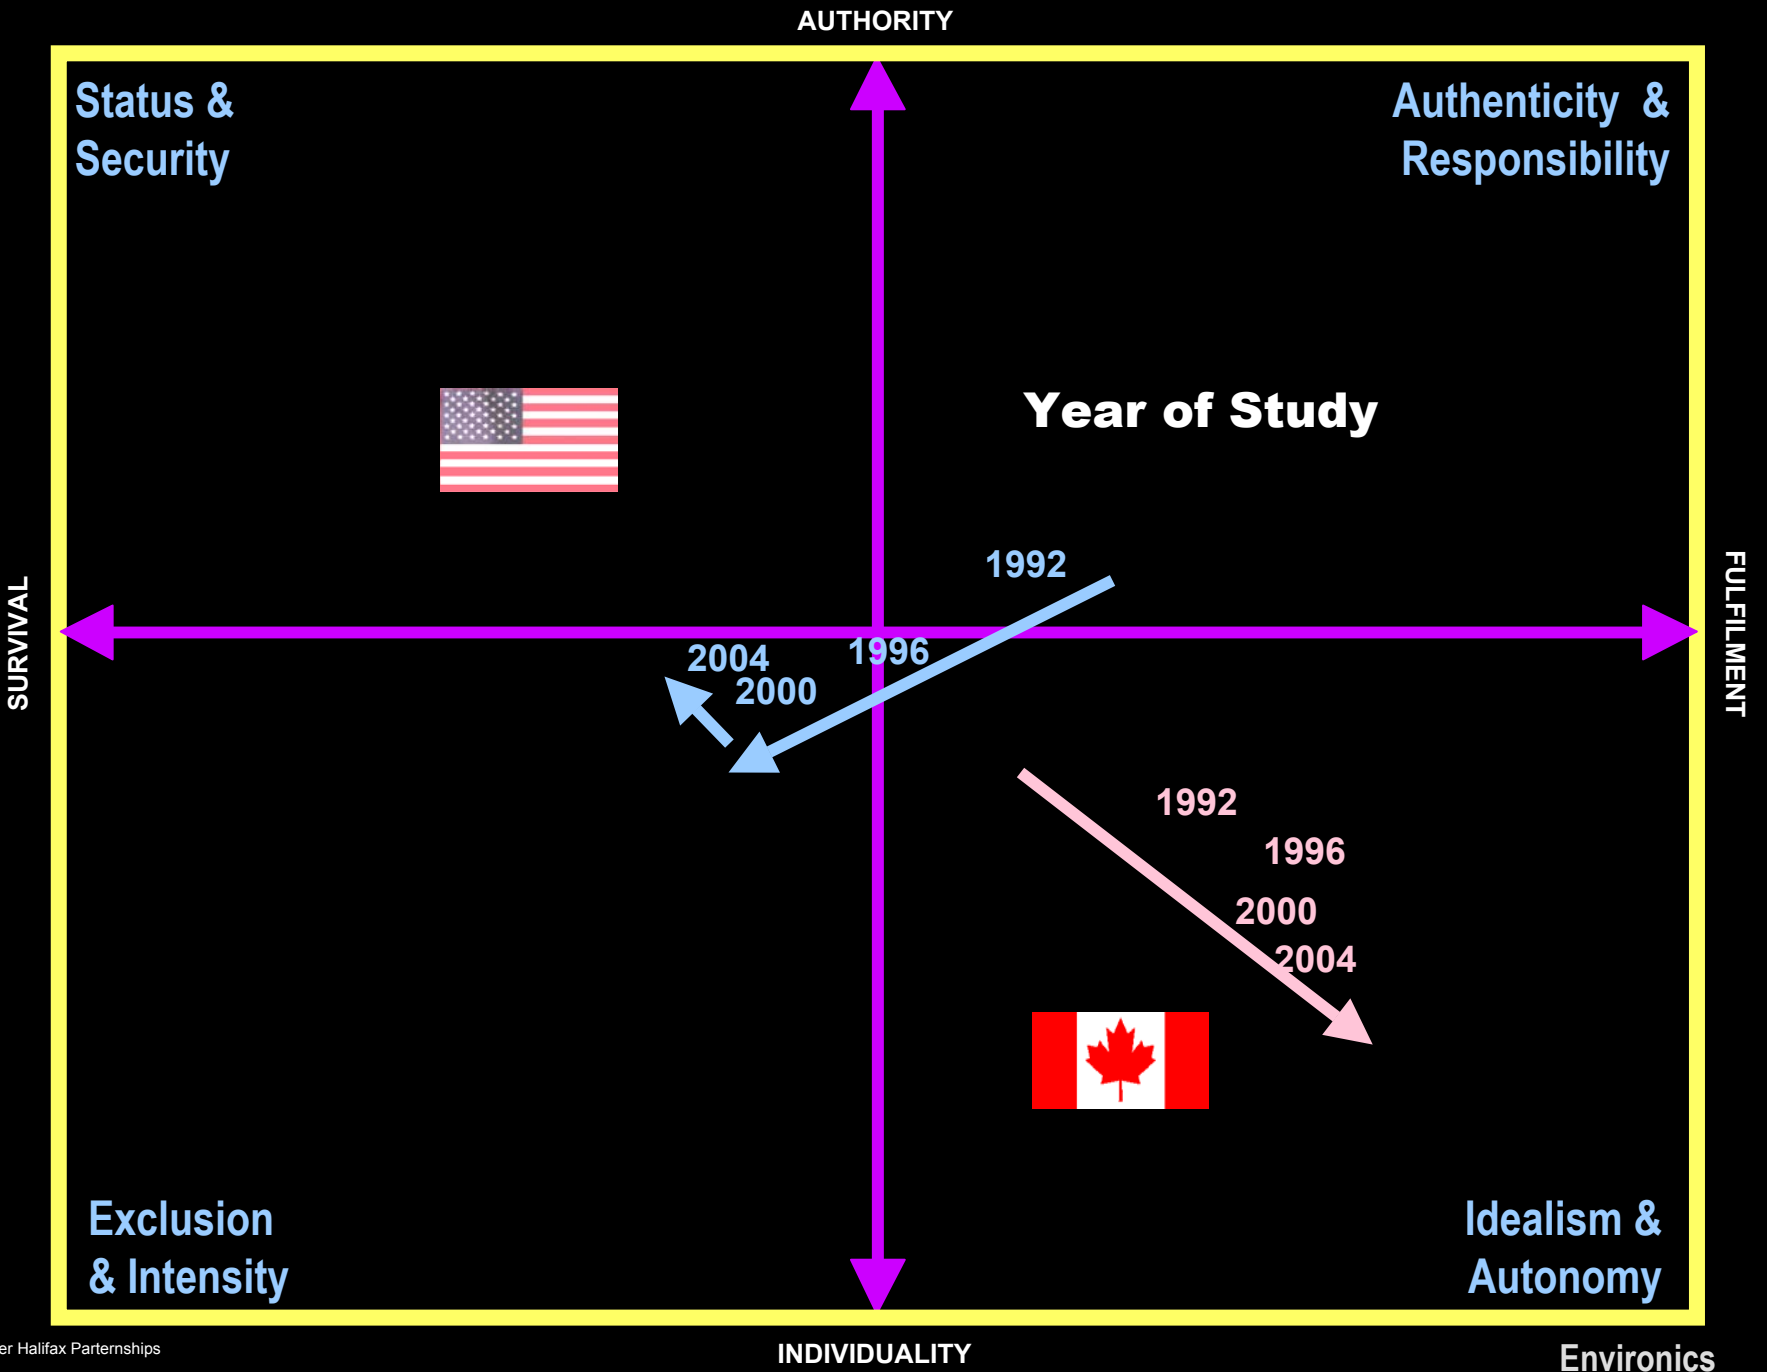 AUTHORITY
Status &
Security
Authenticity &
Responsibility
Year of Study
1992
1996
2004
2000
SURVIVAL
FULFILMENT
1992
1996
2000
2004
Exclusion
& Intensity
Idealism &
Autonomy
er Halifax Parternships
INDIVIDUALITY
Environics